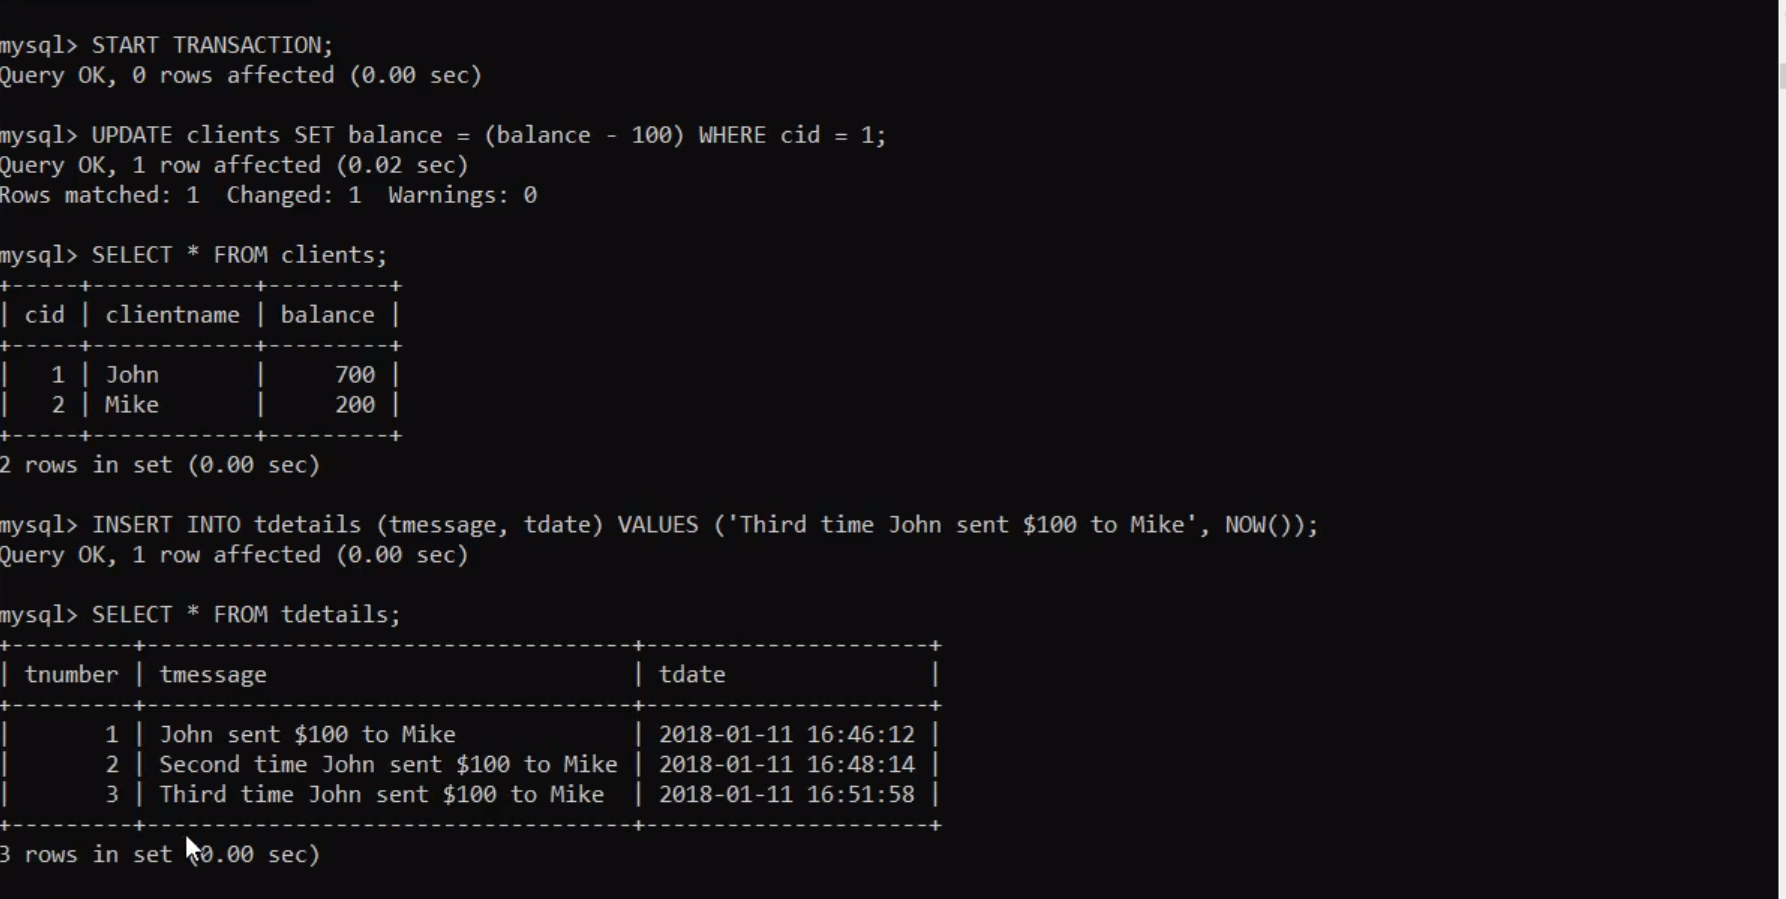 mysql> START TRANSACTION;
Query OK, 0 rows affected (0.00 sec)
mysql> UPDATE clients SET balance = (balance - 100) WHERE cid = 1;
Query OK, 1 row affected (0.02 sec)
Rows matched: 1  Changed: 1  Warnings: 0
mysql> SELECT * FROM clients;
+-----+------------+---------+
| cid | clientname | balance |
+-----+------------+---------+
|   1 | John       |     700 |
|   2 | Mike       |     200 |
+-----+------------+---------+
2 rows in set (0.00 sec)
mysql> INSERT INTO tdetails (tmessage, tdate) VALUES ('Third time John sent $100 to Mike', NOW());
Query OK, 1 row affected (0.00 sec)
mysql> SELECT * FROM tdetails;
+---------+------------------------------------+---------------------+
| tnumber | tmessage                           | tdate               |
+---------+------------------------------------+---------------------+
|       1 | John sent $100 to Mike             | 2018-01-11 16:46:12 |
|       2 | Second time John sent $100 to Mike | 2018-01-11 16:48:14 |
|       3 | Third time John sent $100 to Mike  | 2018-01-11 16:51:58 |
+---------+------------------------------------+---------------------+
3 rows in set (0.00 sec)